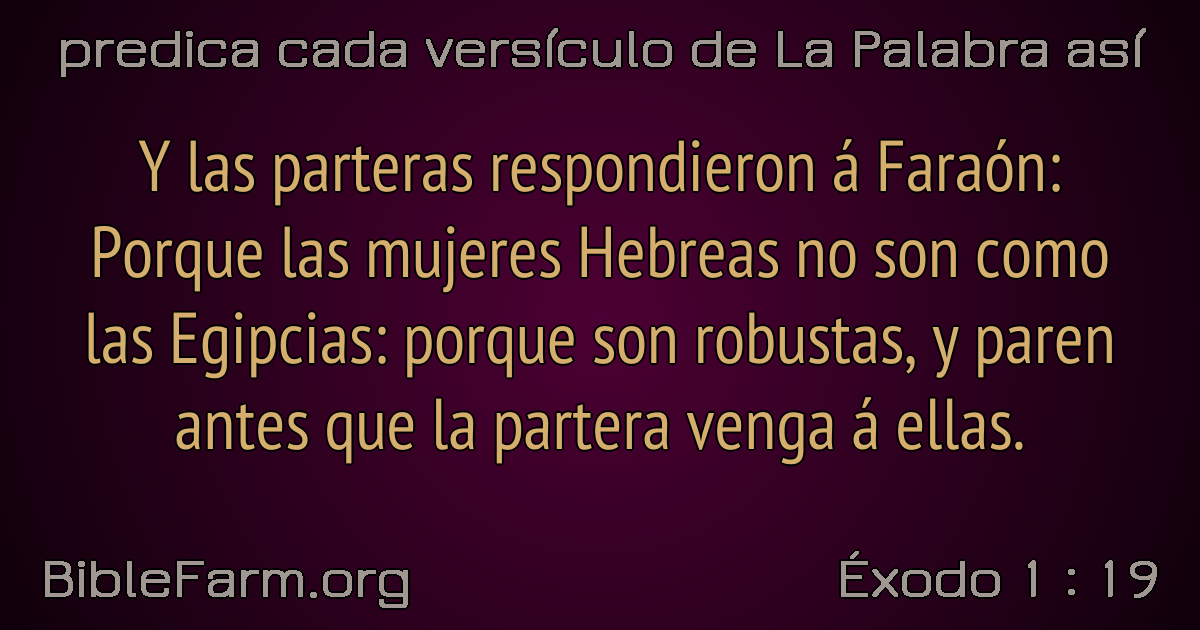 predica cada versículo de La Palabra así
Y las parteras respondieron á Faraón:
Porque las mujeres Hebreas no son como
las Egipcias: porque son robustas, y paren
antes que la partera venga á ellas.
BibleFarm.org
Éxodo 1 : 19